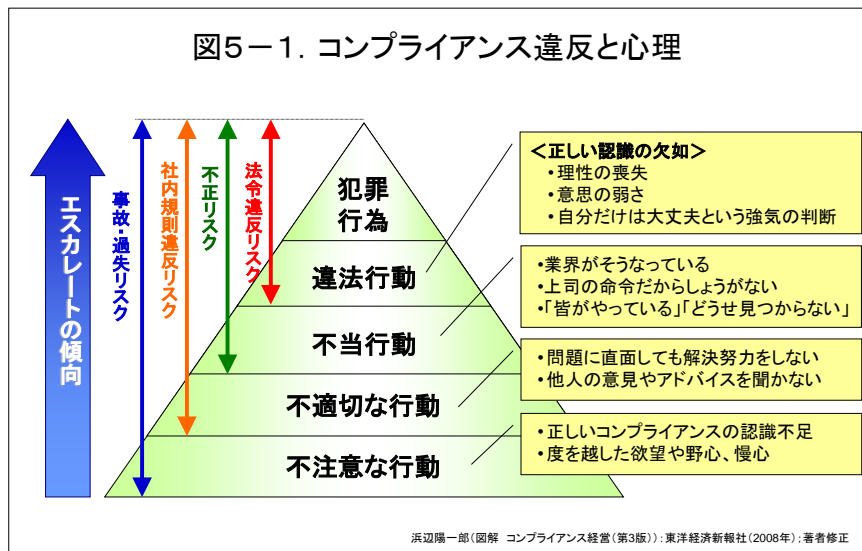 図5－1．コンプライアンス違反と心理
エスカレートの傾向
事故・過失リスク
社内規則違反リスク
不正リスク
法令違反リスク
犯罪
行為
違法行動
不当行動
不適切な行動
不注意な行動
＜正しい認識の欠如＞
・理性の喪失
・意思の弱さ
・自分だけは大丈夫という強気の判断
・業界がそうなっている
・上司の命令だからしょうがない
・「皆がやっている」「どうせ見つからない」
・問題に直面しても解決努力をしない
・他人の意見やアドバイスを聞かない
・正しいコンプライアンスの認識不足
・度を越した欲望や野心、慢心
浜辺陽一郎（図解 コンプライアンス経営（第3版））：東洋経済新報社（2008年）；著者修正